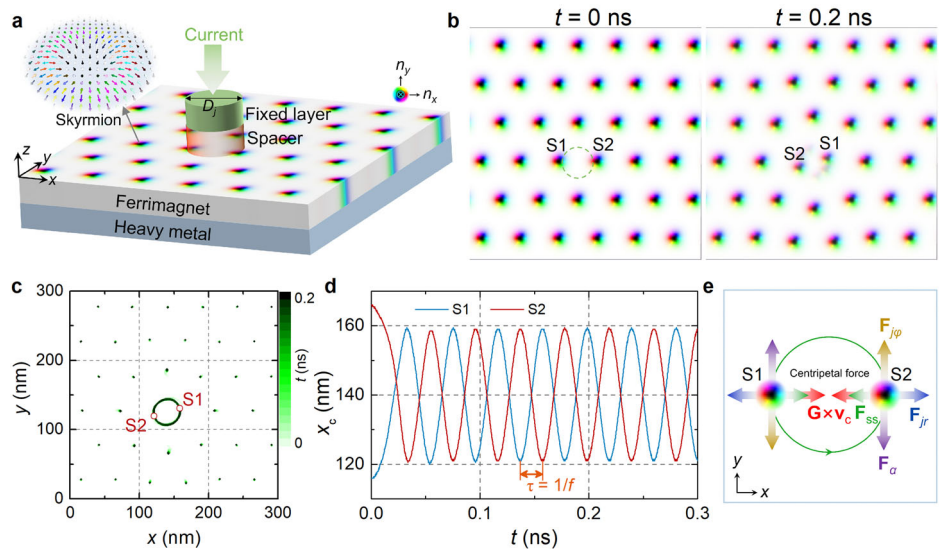 a
Current
D_j
Fixed layer
Spacer
Skyrmion
n_y
n_x
z
y
x
Ferrimagnet
Heavy metal
b
t = 0 ns
t = 0.2 ns
S1 S2
S2 S1
c
300
200
100
0
y (nm)
0 100 200 300
x (nm)
S1
S2
0.2
t (ns)
0
d
S1 S2
160
140
120
x_c (nm)
τ = 1/f
0.0 0.1 0.2 0.3
t (ns)
e
F_jφ
S1 Centripetal force S2
G×v_c F_ss F_jr
F_α
y
x